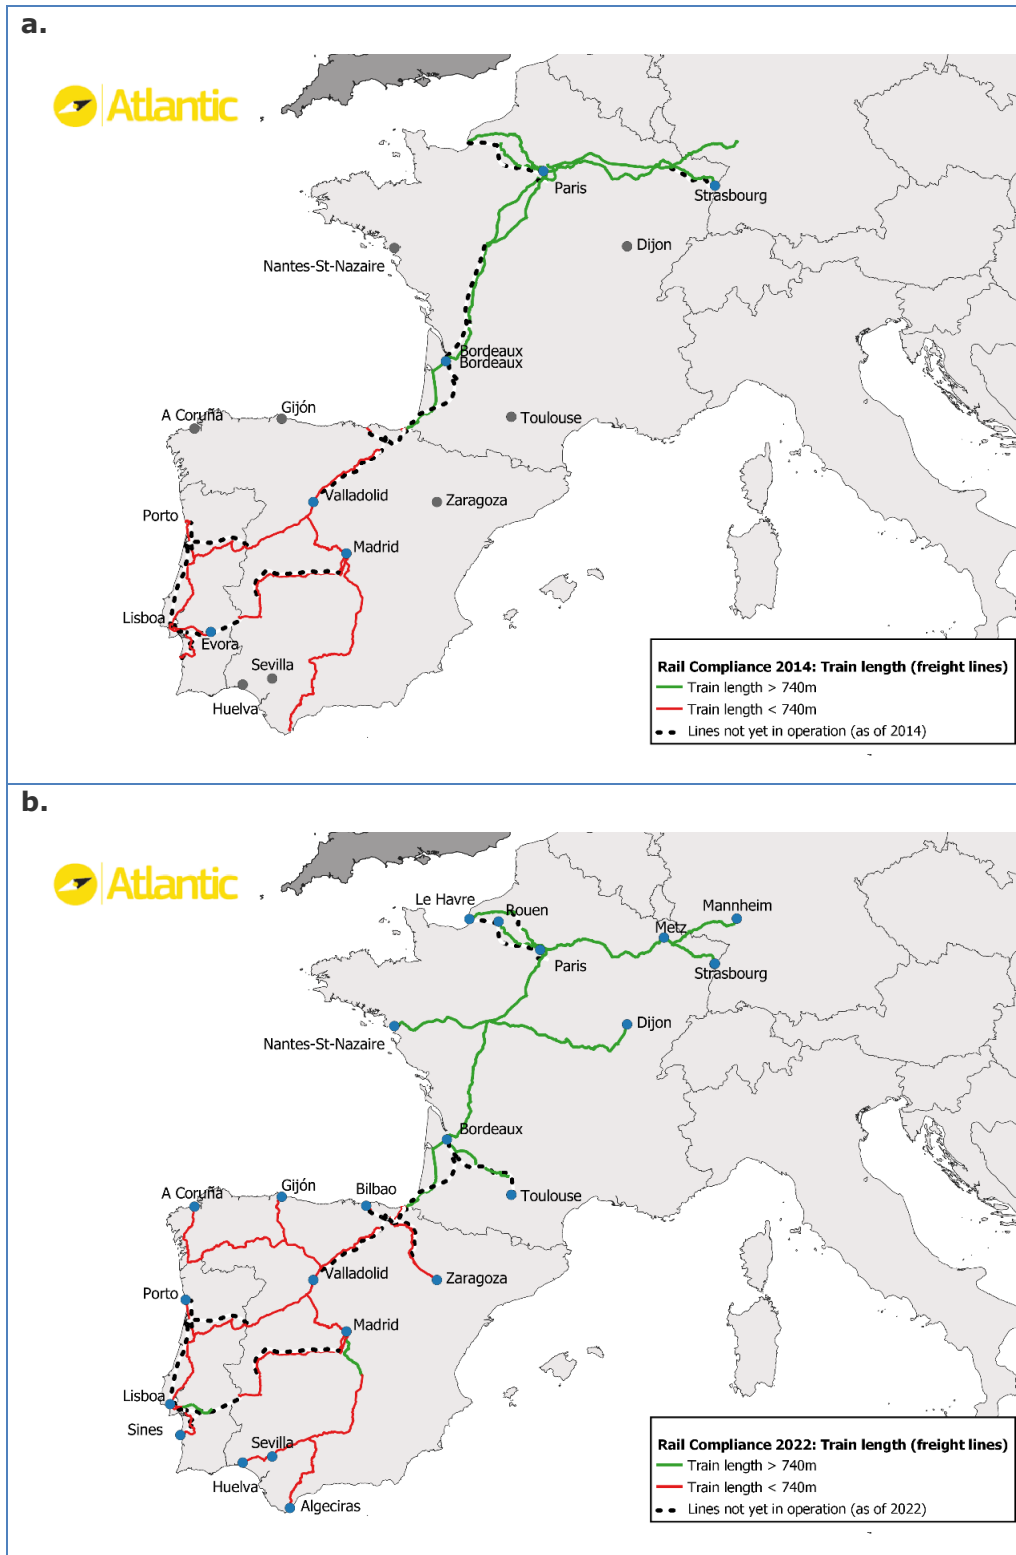 a.
Atlantic
Paris
Strasbourg
Nantes-St-Nazaire
Dijon
Bordeaux
Bordeaux
A Coruña
Gijón
Toulouse
Valladolid
Zaragoza
Porto
Madrid
Lisboa
Evora
Sevilla
Huelva
Rail Compliance 2014: Train length (freight lines)
Train length > 740m
Train length < 740m
Lines not yet in operation (as of 2014)
b.
Atlantic
Le Havre
Rouen
Mannheim
Metz
Paris
Strasbourg
Nantes-St-Nazaire
Dijon
Bordeaux
A Coruña
Gijón
Bilbao
Toulouse
Valladolid
Zaragoza
Porto
Madrid
Lisboa
Sines
Sevilla
Huelva
Algeciras
Rail Compliance 2022: Train length (freight lines)
Train length > 740m
Train length < 740m
Lines not yet in operation (as of 2022)